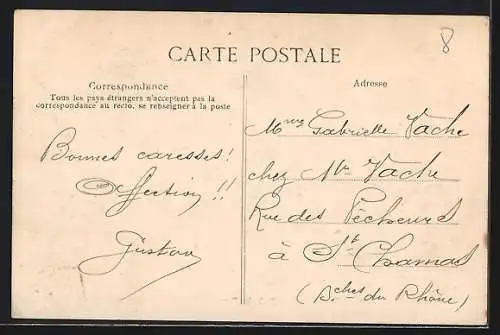 8
CARTE POSTALE
Correspondance
Tous les pays étrangers n'acceptent pas la
correspondance au recto, se renseigner à la poste
Adresse
Bonnes caresses!
Affection!!
Gustave
Mme Gabrielle Vache
chez Mr Vache
Rue des Pêcheurs
à St Chamas
(Bches du Rhône)